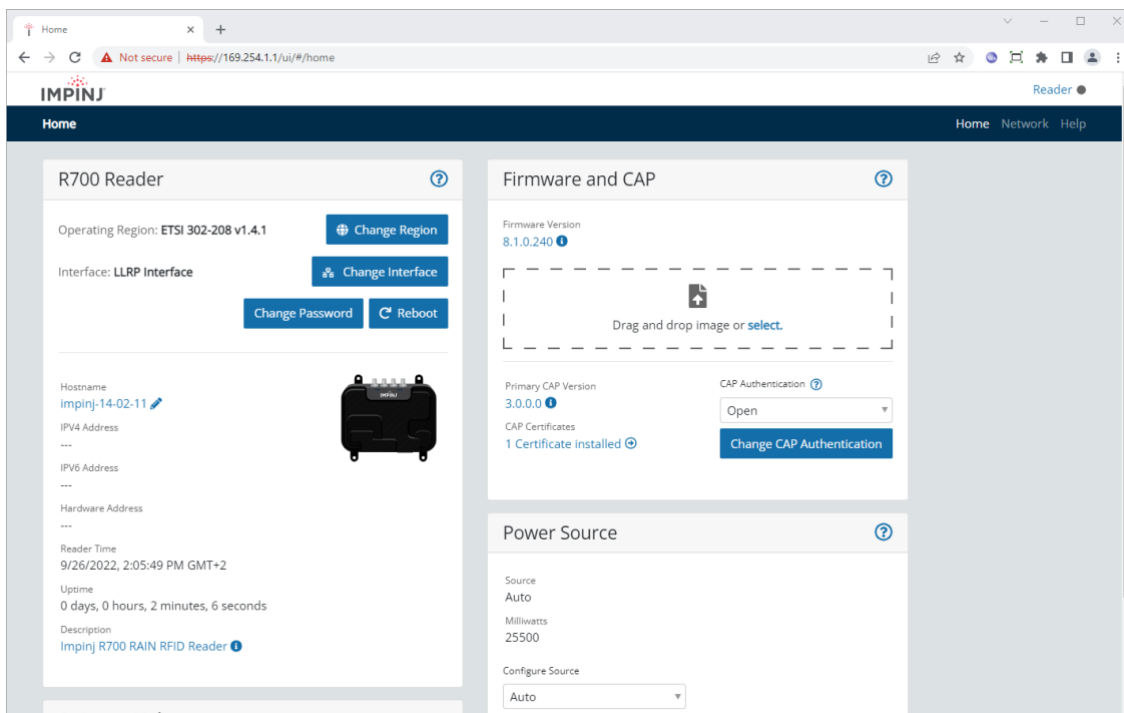 Home
Not secure | https://169.254.1.1/ui/#/home
IMPINJ
Reader
Home
Home Network Help
R700 Reader
Operating Region: ETSI 302-208 v1.4.1
Change Region
Interface: LLRP Interface
Change Interface
Change Password
Reboot
Hostname
impinj-14-02-11
IPV4 Address
---
IPV6 Address
---
Hardware Address
---
Reader Time
9/26/2022, 2:05:49 PM GMT+2
Uptime
0 days, 0 hours, 2 minutes, 6 seconds
Description
Impinj R700 RAIN RFID Reader
IMPINJ
Firmware and CAP
Firmware Version
8.1.0.240
Drag and drop image or select.
Primary CAP Version
3.0.0.0
CAP Certificates
1 Certificate installed
CAP Authentication
Open
Change CAP Authentication
Power Source
Source
Auto
Milliwatts
25500
Configure Source
Auto